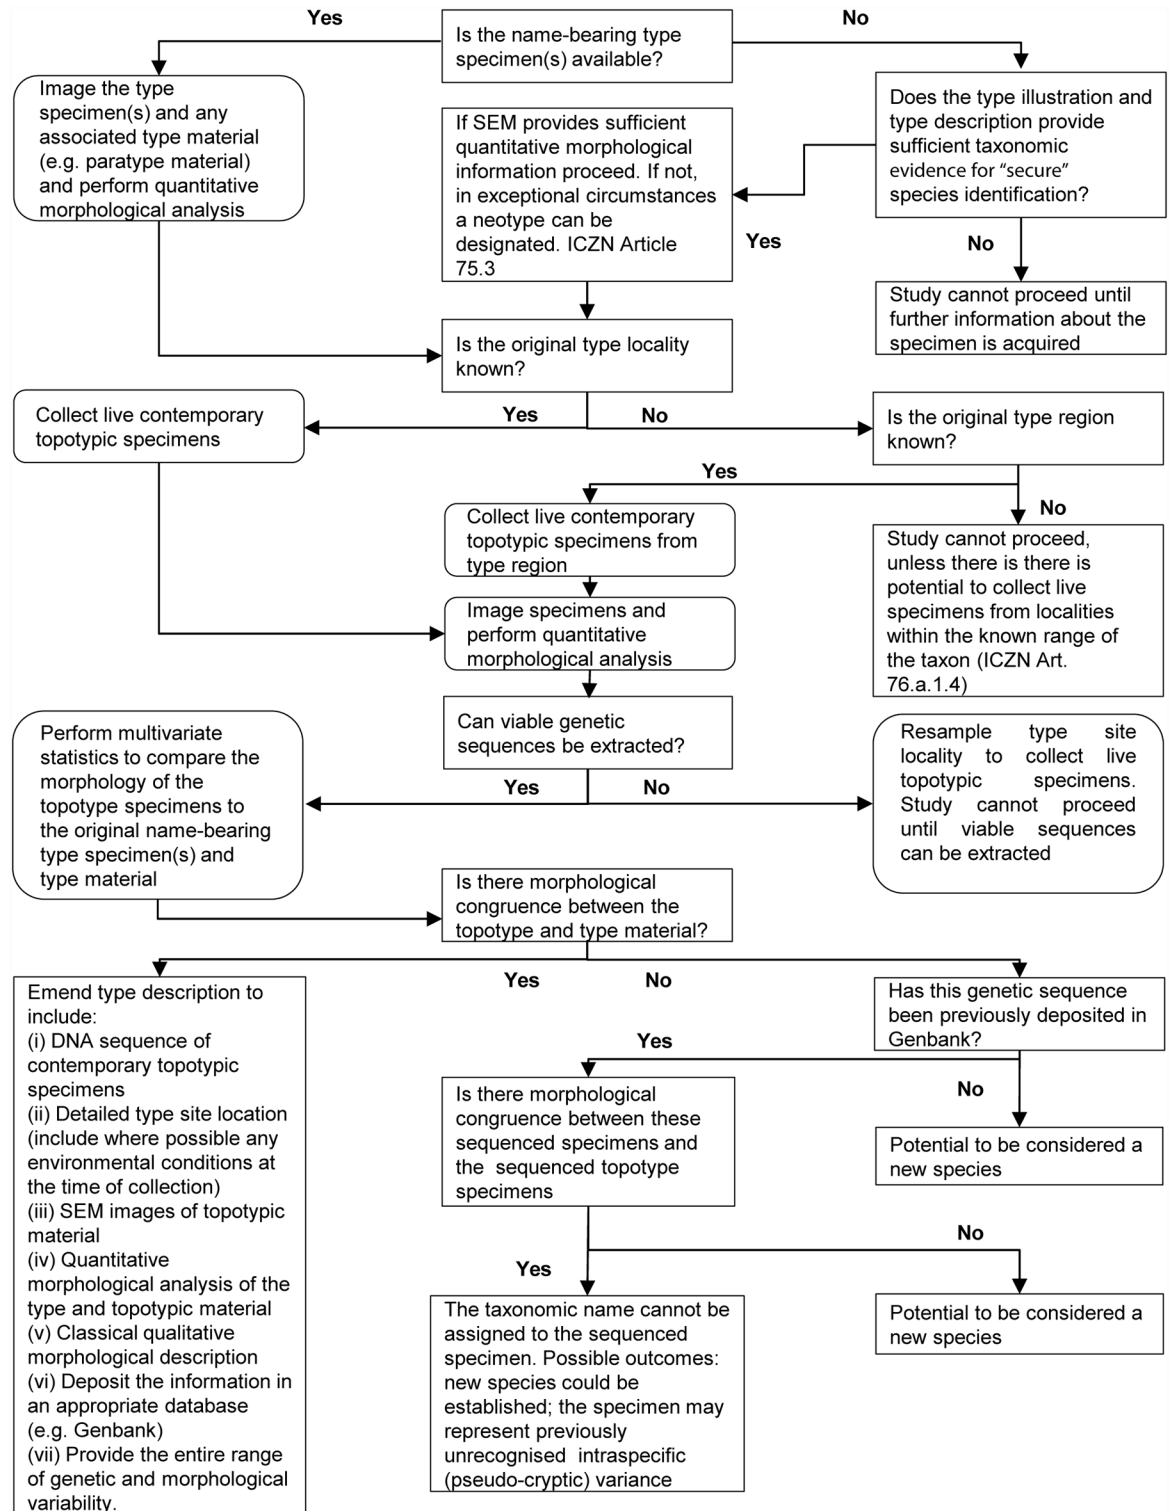 Yes
No
Is the name-bearing type
specimen(s) available?
Image the type
specimen(s) and any
associated type material
(e.g. paratype material)
and perform quantitative
morphological analysis
If SEM provides sufficient
quantitative morphological
information proceed. If not,
in exceptional circumstances
a neotype can be
designated. ICZN Article
75.3
Does the type illustration and
type description provide
sufficient taxonomic
evidence for “secure”
species identification?
Yes
No
Study cannot proceed until
further information about the
specimen is acquired
Is the original type locality
known?
Yes
No
Collect live contemporary
topotypic specimens
Is the original type region
known?
Yes
No
Collect live contemporary
topotypic specimens from
type region
Study cannot proceed,
unless there is there is
potential to collect live
specimens from localities
within the known range of
the taxon (ICZN Art.
76.a.1.4)
Image specimens and
perform quantitative
morphological analysis
Can viable genetic
sequences be extracted?
Yes
No
Perform multivariate
statistics to compare the
morphology of the
topotype specimens to
the original name-bearing
type specimen(s) and
type material
Resample type site
locality to collect live
topotypic specimens.
Study cannot proceed
until viable sequences
can be extracted
Is there morphological
congruence between the
topotype and type material?
Yes
No
Emend type description to
include:
(i) DNA sequence of
contemporary topotypic
specimens
(ii) Detailed type site location
(include where possible any
environmental conditions at
the time of collection)
(iii) SEM images of topotypic
material
(iv) Quantitative
morphological analysis of the
type and topotypic material
(v) Classical qualitative
morphological description
(vi) Deposit the information in
an appropriate database
(e.g. Genbank)
(vii) Provide the entire range
of genetic and morphological
variability.
Has this genetic sequence
been previously deposited in
Genbank?
Yes
No
Is there morphological
congruence between these
sequenced specimens and
the sequenced topotype
specimens
Potential to be considered a
new species
No
Yes
The taxonomic name cannot be
assigned to the sequenced
specimen. Possible outcomes:
new species could be
established; the specimen may
represent previously
unrecognised intraspecific
(pseudo-cryptic) variance
Potential to be considered a
new species